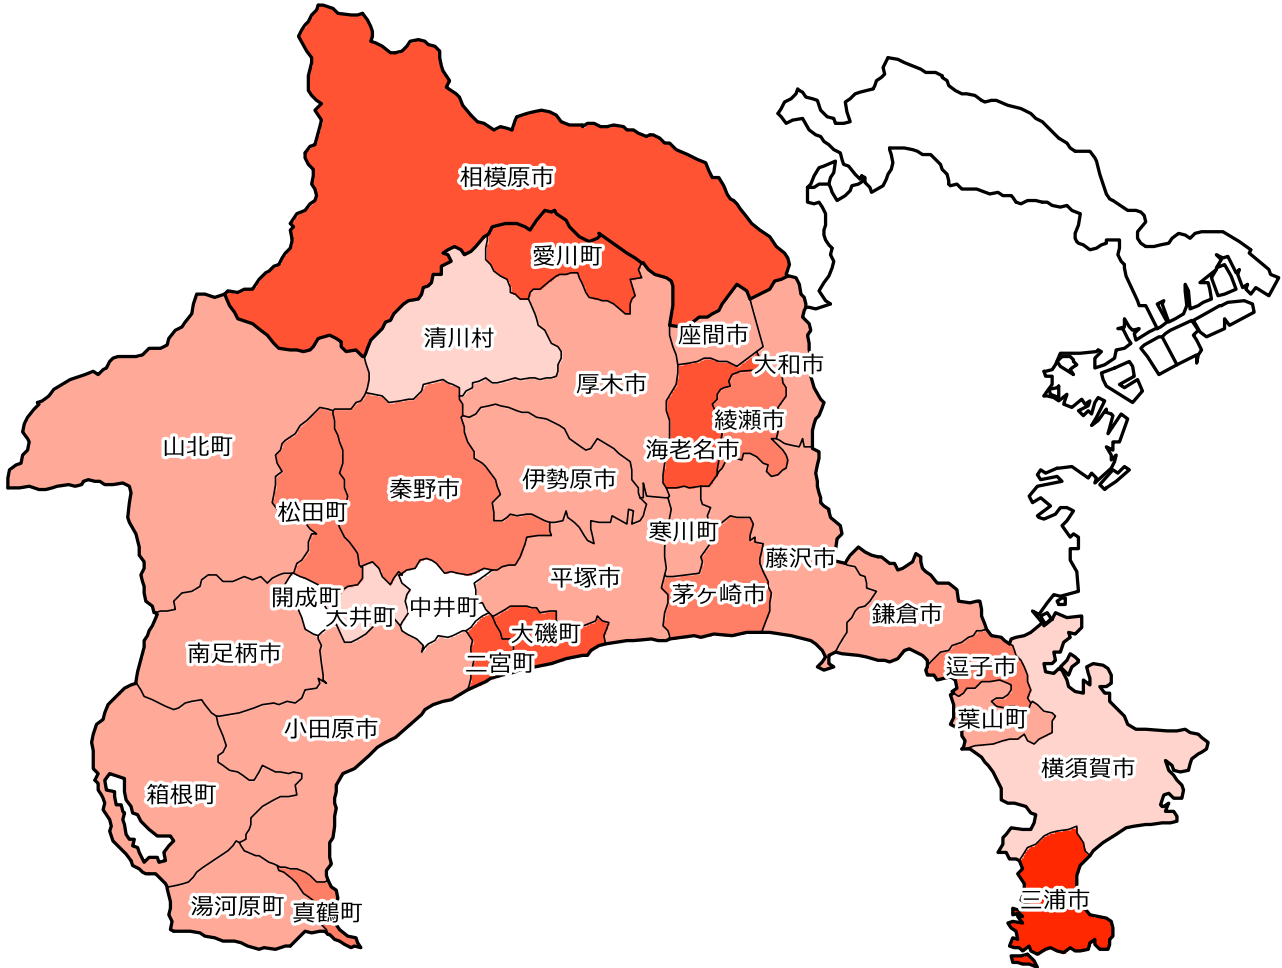 相模原市
愛川町
清川村
座間市
大和市
厚木市
綾瀬市
山北町
海老名市
伊勢原市
秦野市
松田町
寒川町
藤沢市
平塚市
茅ヶ崎市
開成町
大井町
中井町
鎌倉市
大磯町
南足柄市
二宮町
逗子市
葉山町
小田原市
横須賀市
箱根町
三浦市
湯河原町
真鶴町